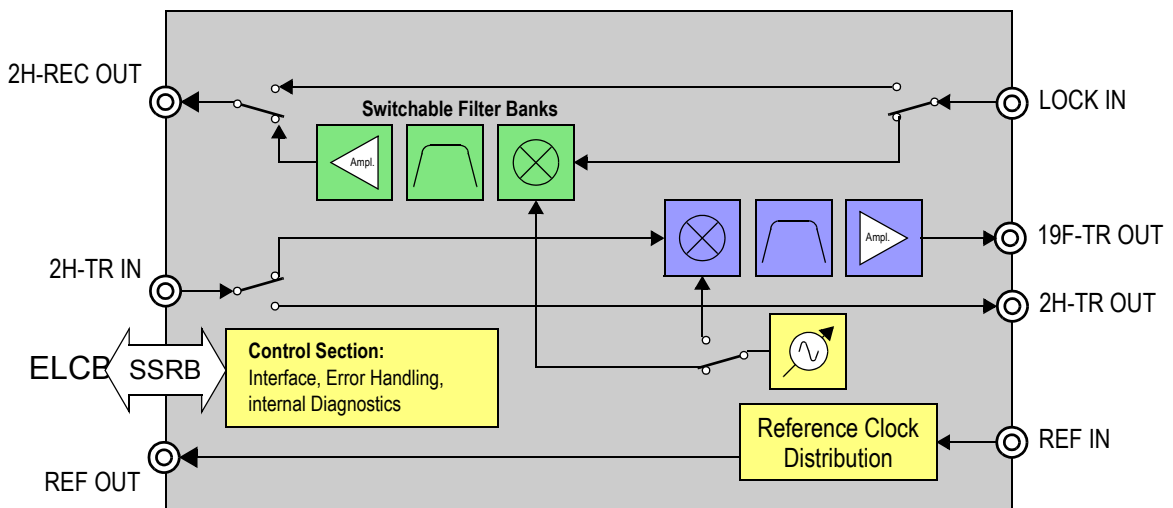 2H-REC OUT
LOCK IN
Switchable Filter Banks
Ampl.
19F-TR OUT
Ampl.
2H-TR IN
2H-TR OUT
ELCB
SSRB
Control Section:
Interface, Error Handling,
internal Diagnostics
Reference Clock
Distribution
REF IN
REF OUT